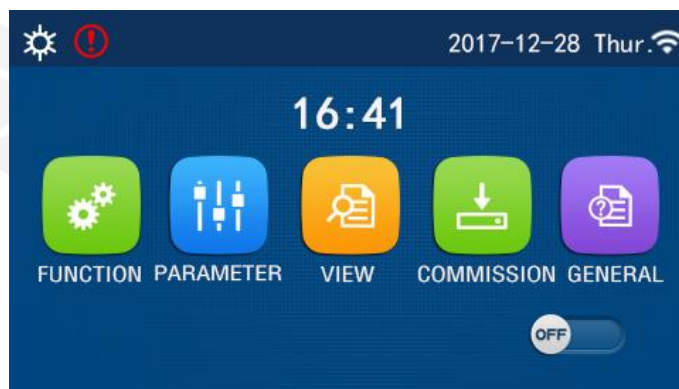 2017-12-28 Thur.
16:41
FUNCTION PARAMETER VIEW COMMISSION GENERAL
OFF